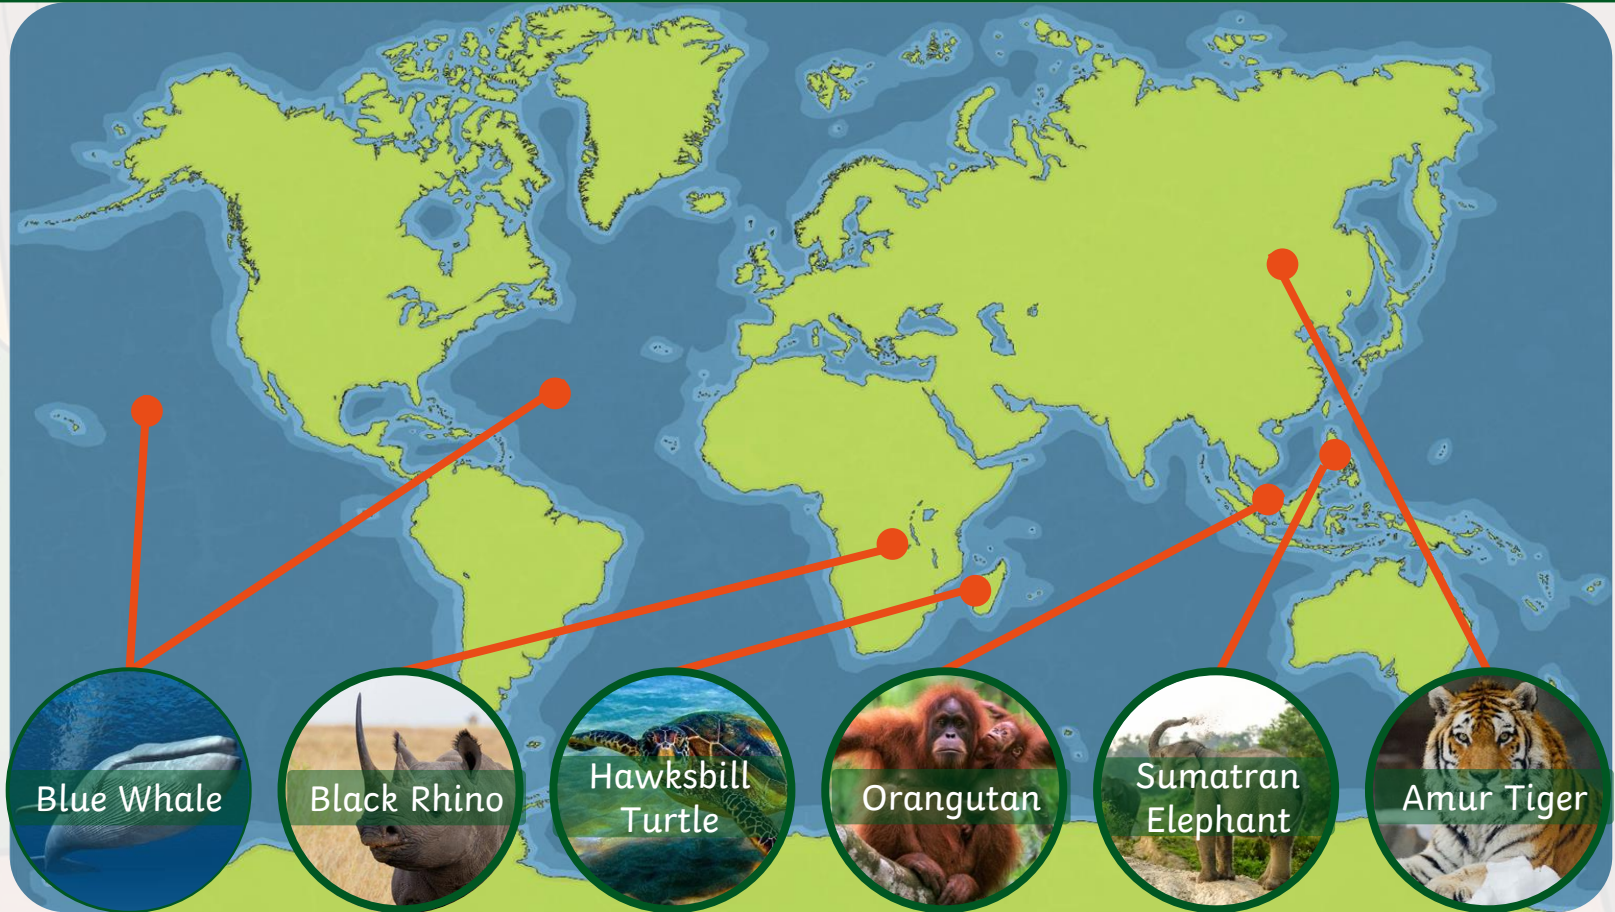 Blue Whale
Black Rhino
Hawksbill
Turtle
Orangutan
Sumatran
Elephant
Amur Tiger